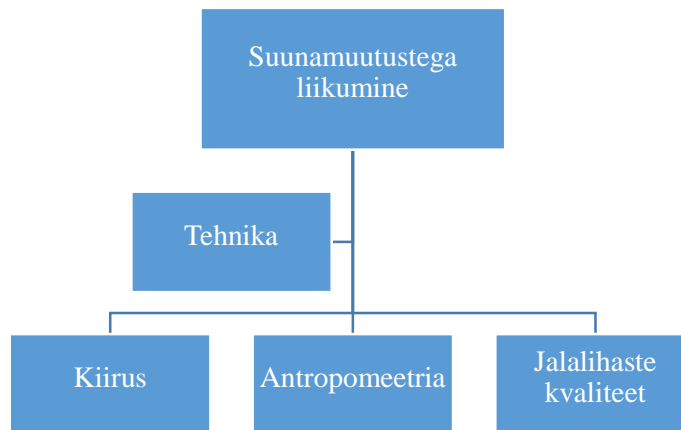 Suunamuutustega
liikumine
Tehnika
Kiirus
Antropomeetria
Jalalihaste
kvaliteet